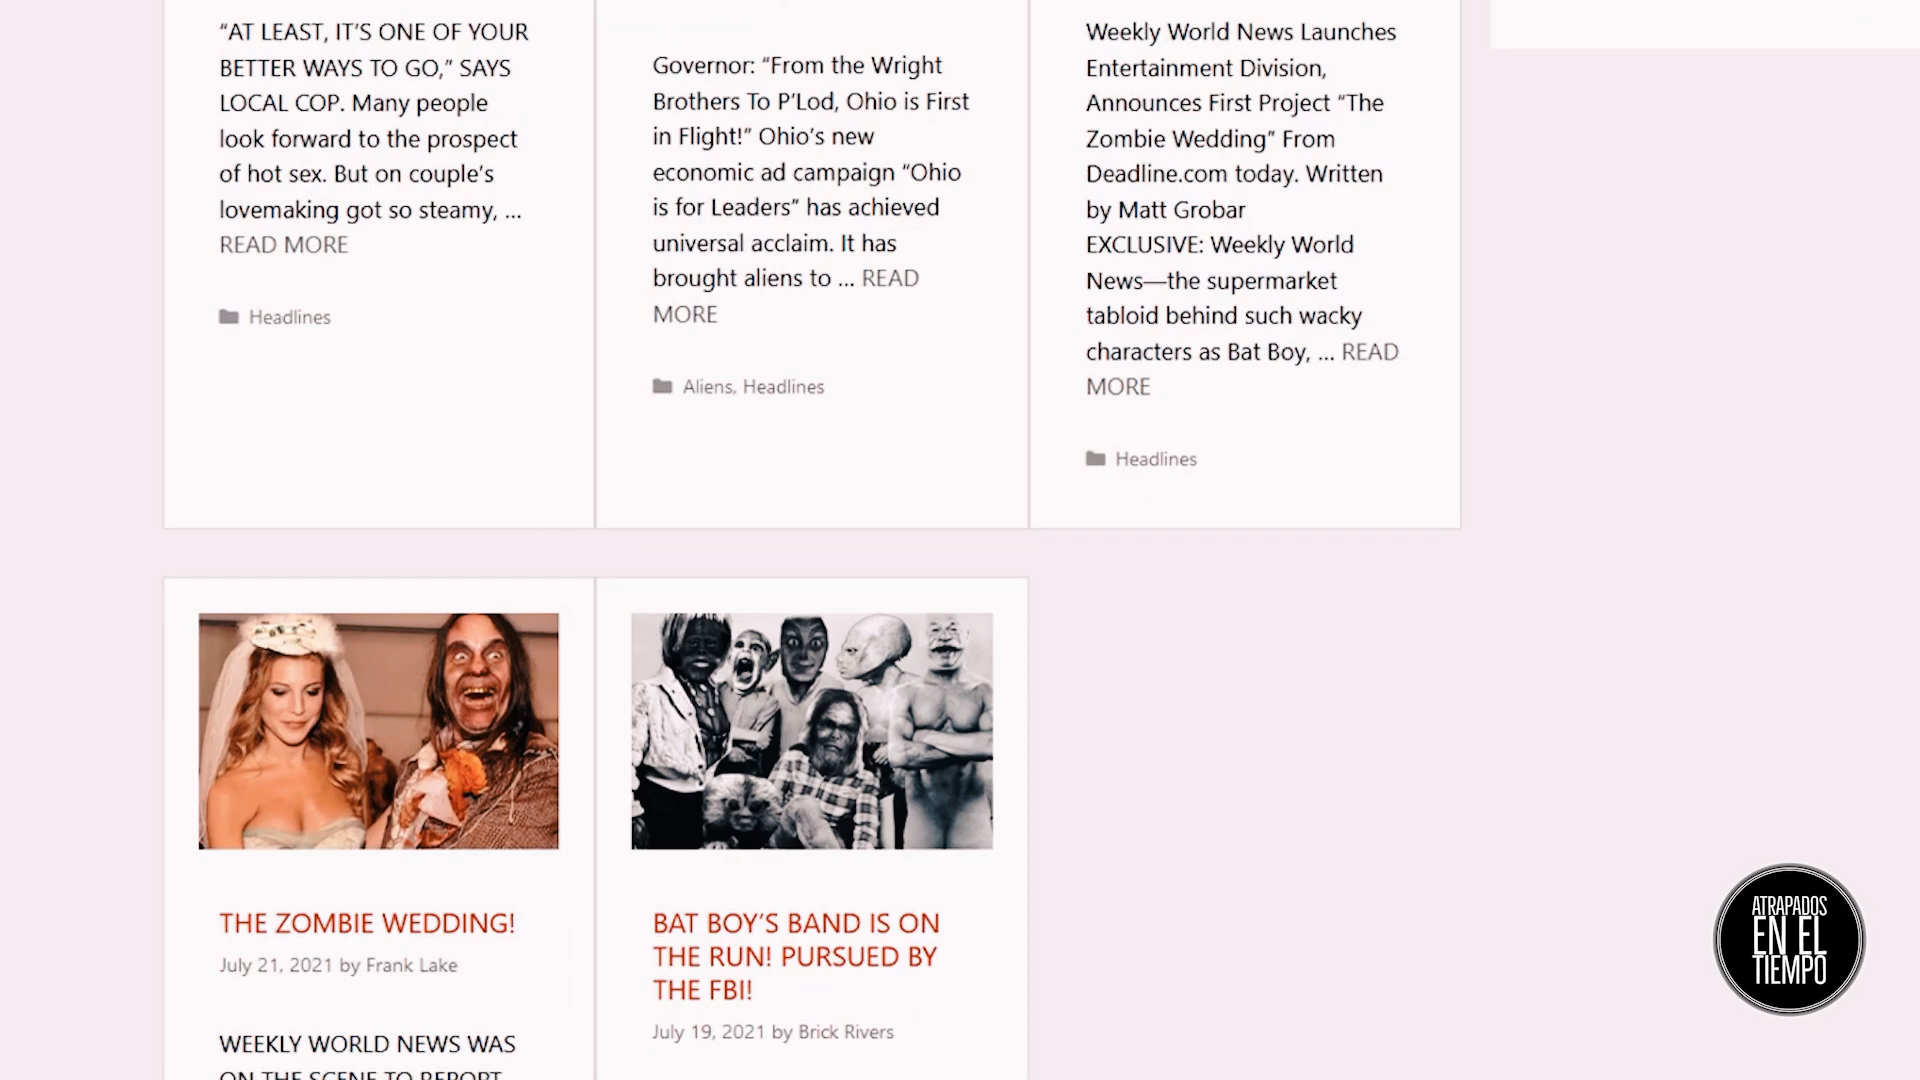 “AT LEAST, IT’S ONE OF YOUR
BETTER WAYS TO GO,” SAYS
LOCAL COP. Many people
look forward to the prospect
of hot sex. But on couple’s
lovemaking got so steamy, ...
READ MORE
Headlines
Governor: “From the Wright
Brothers To P’Lod, Ohio is First
in Flight!” Ohio’s new
economic ad campaign “Ohio
is for Leaders” has achieved
universal acclaim. It has
brought aliens to ... READ
MORE
Aliens, Headlines
Weekly World News Launches
Entertainment Division,
Announces First Project “The
Zombie Wedding” From
Deadline.com today. Written
by Matt Grobar
EXCLUSIVE: Weekly World
News—the supermarket
tabloid behind such wacky
characters as Bat Boy, ... READ
MORE
Headlines
THE ZOMBIE WEDDING!
July 21, 2021 by Frank Lake
WEEKLY WORLD NEWS WAS
ON THE SCENE TO REPORT
BAT BOY’S BAND IS ON
THE RUN! PURSUED BY
THE FBI!
July 19, 2021 by Brick Rivers
ATRAPADOS
EN EL
TIEMPO